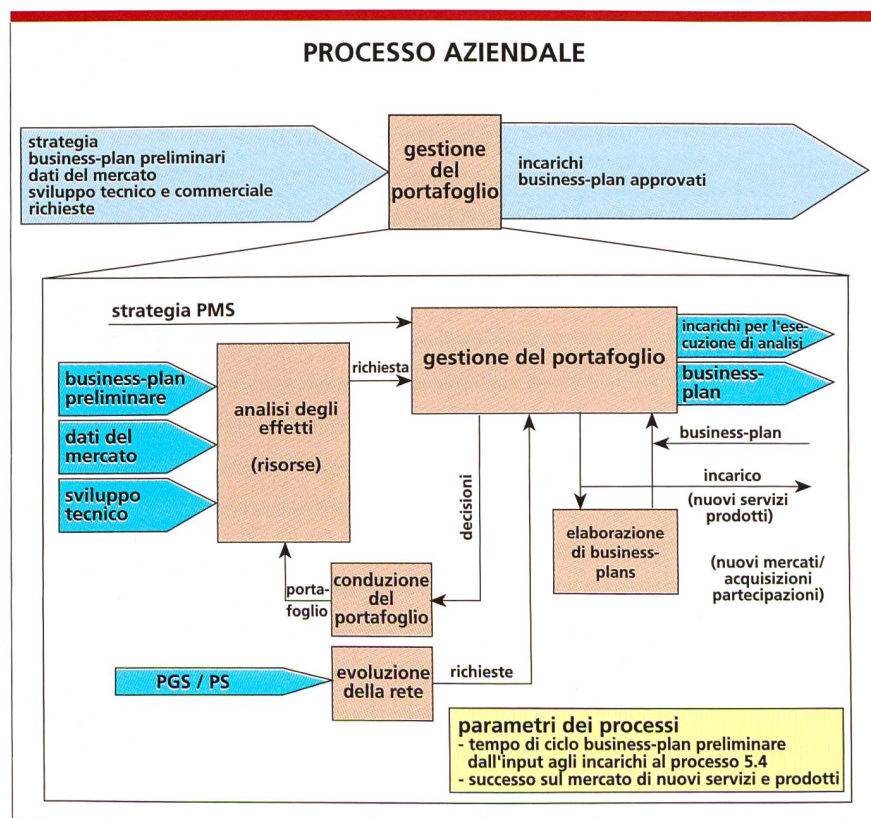 PROCESSO AZIENDALE
strategia
business-plan preliminari
dati del mercato
sviluppo tecnico e commerciale
richieste
gestione
del
portafoglio
incarichi
business-plan approvati
strategia PMS
gestione del portafoglio
incarichi per l'ese-
cuzione di analisi
business-
plan
business-plan
preliminare
dati del
mercato
sviluppo
tecnico
analisi degli
effetti
(risorse)
richiesta
decisioni
business-plan
incarico
(nuovi servizi
prodotti)
elaborazione
di business-
plans
(nuovi mercati/
acquisizioni
partecipazioni)
porta-
foglio
conduzione
del
portafoglio
PGS / PS
evoluzione
della rete
richieste
parametri dei processi
- tempo di ciclo business-plan preliminare
dall'input agli incarichi al processo 5.4
- successo sul mercato di nuovi servizi e prodotti